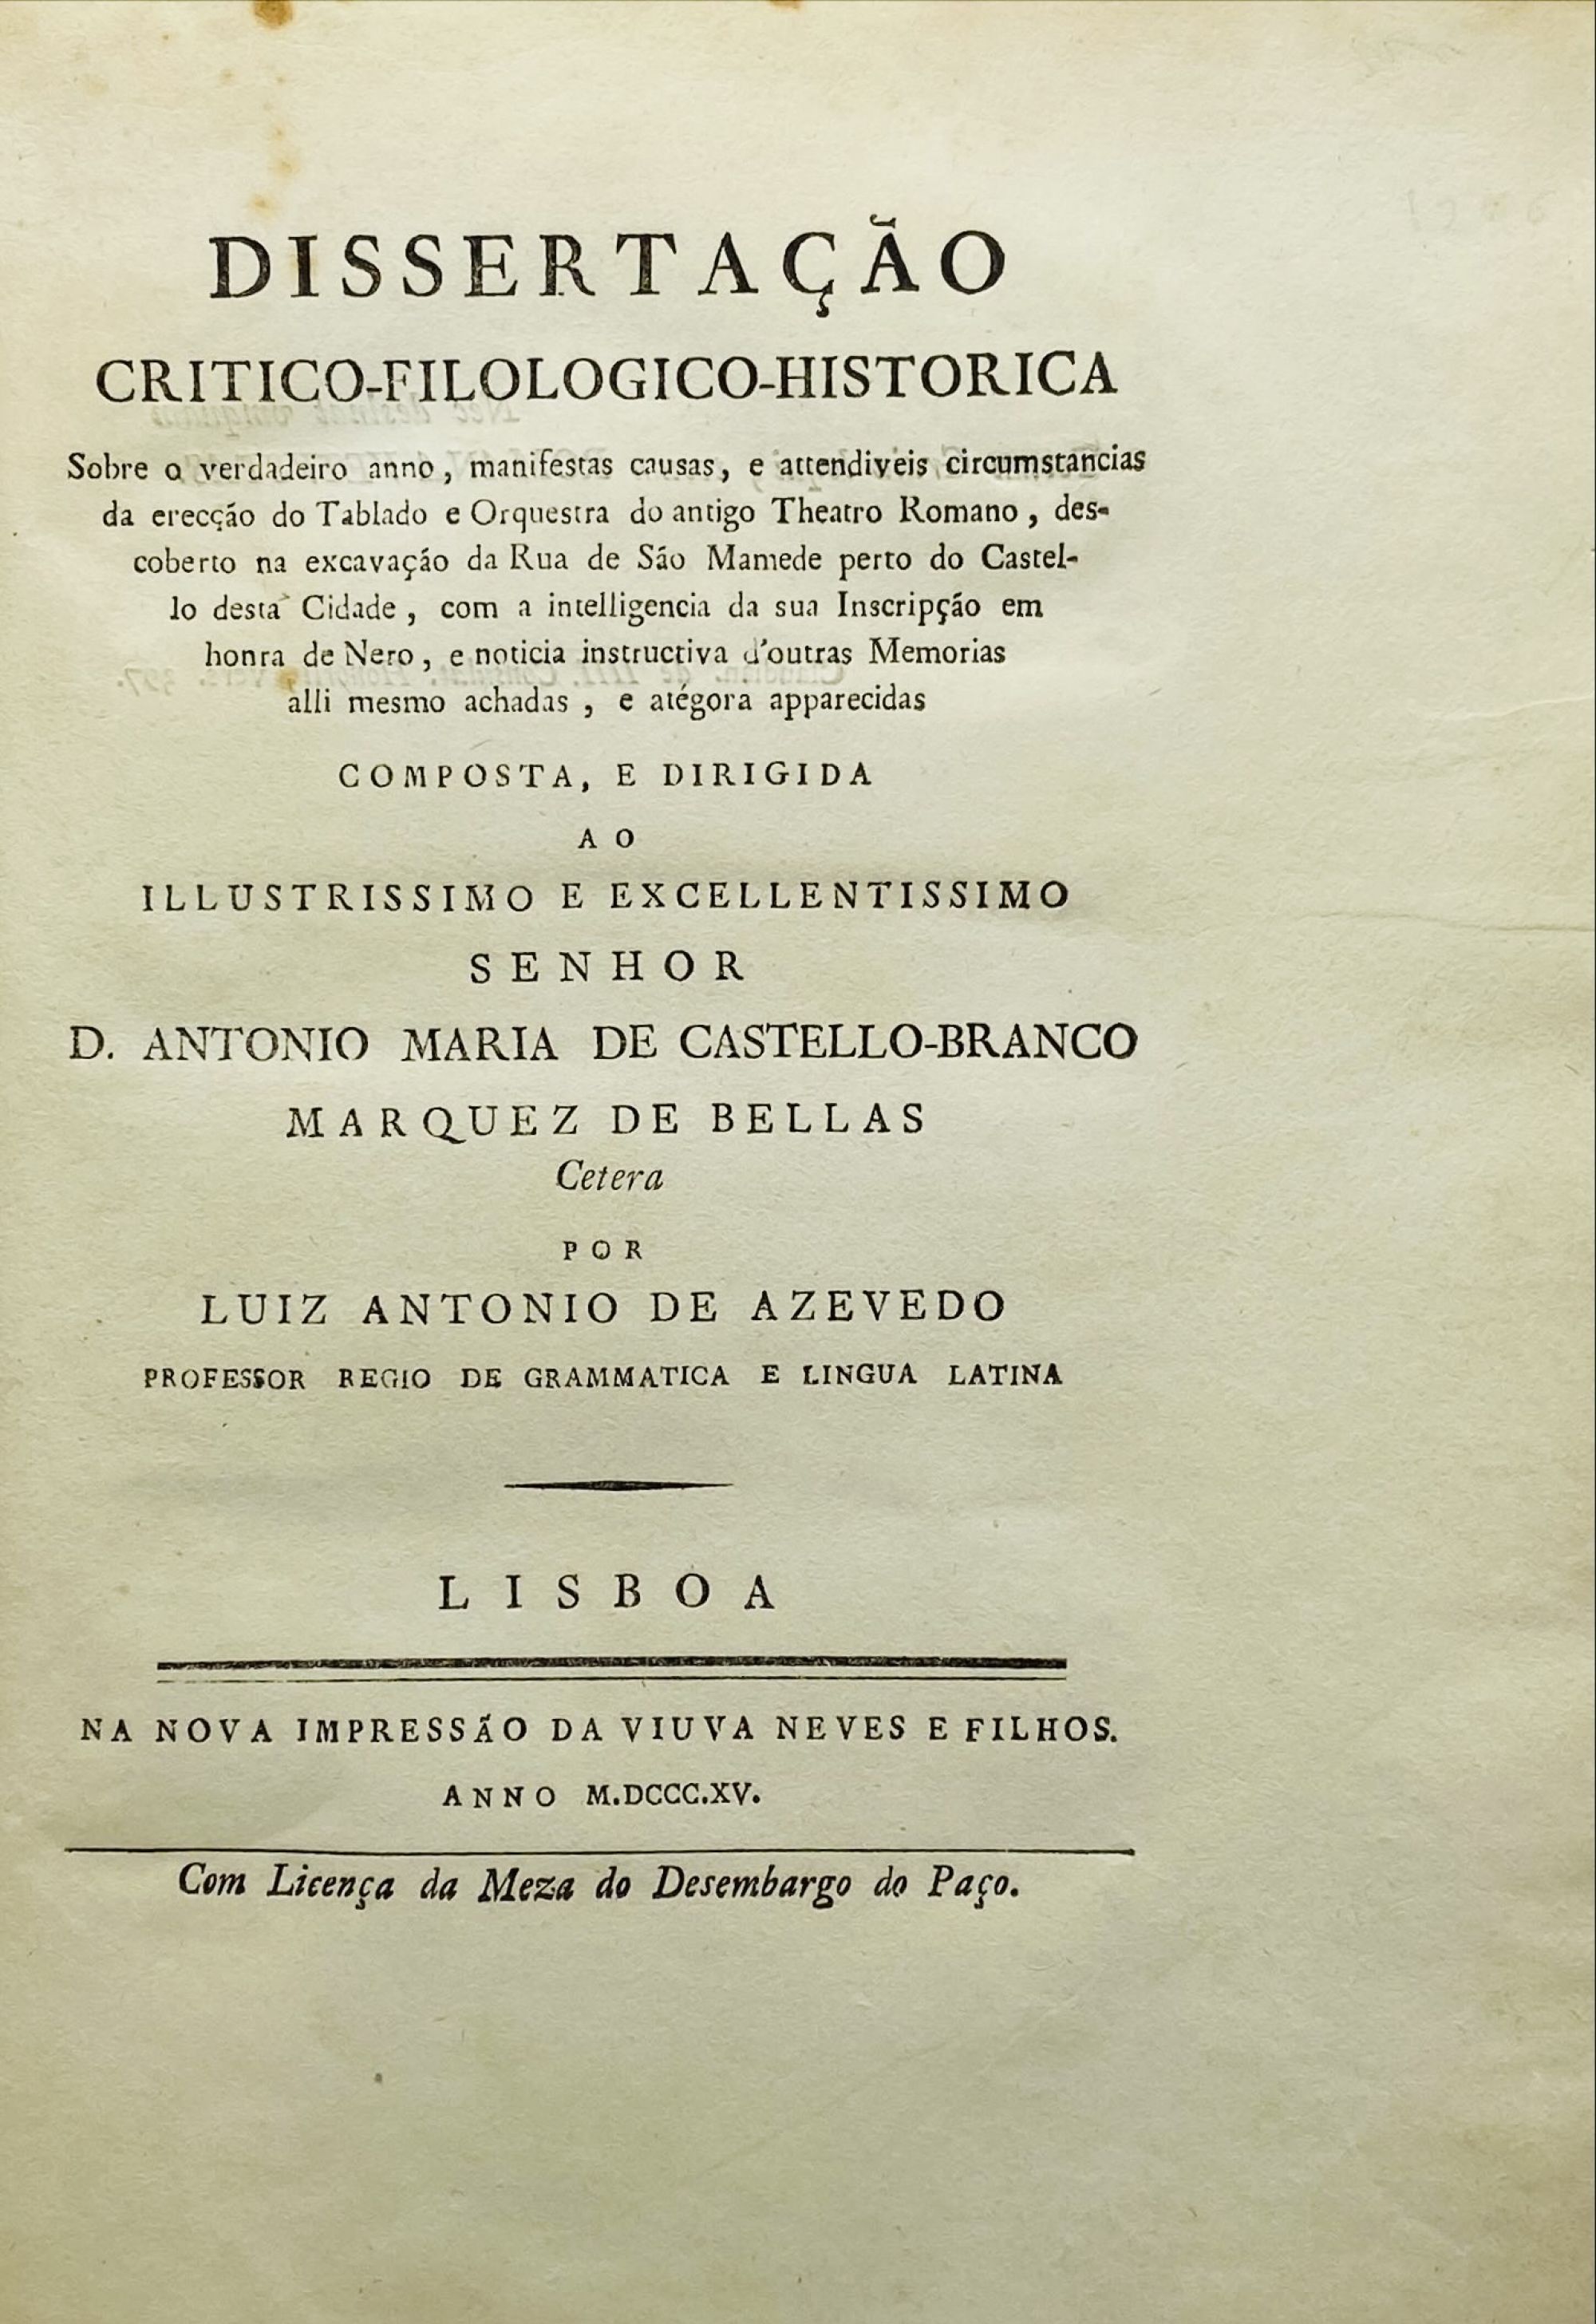 DISSERTAÇÃO
CRITICO-FILOLOGICO-HISTORICA
Sobre o verdadeiro anno, manifestas causas, e attendiveis circumstancias
da erecção do Tablado e Orquestra do antigo Theatro Romano, des-
coberto na excavação da Rua de São Mamede perto do Castel-
lo desta Cidade, com a intelligencia da sua Inscripção em
honra de Nero, e noticia instructiva d'outras Memorias
alli mesmo achadas, e atégora apparecidas
COMPOSTA, E DIRIGIDA
AO
ILLUSTRISSIMO E EXCELLENTISSIMO
SENHOR
D. ANTONIO MARIA DE CASTELLO-BRANCO
MARQUEZ DE BELLAS
Cetera
POR
LUIZ ANTONIO DE AZEVEDO
PROFESSOR REGIO DE GRAMMATICA E LINGUA LATINA
LISBOA
NA NOVA IMPRESSÃO DA VIUVA NEVES E FILHOS.
ANNO M.DCCC.XV.
Com Licença da Meza do Desembargo do Paço.